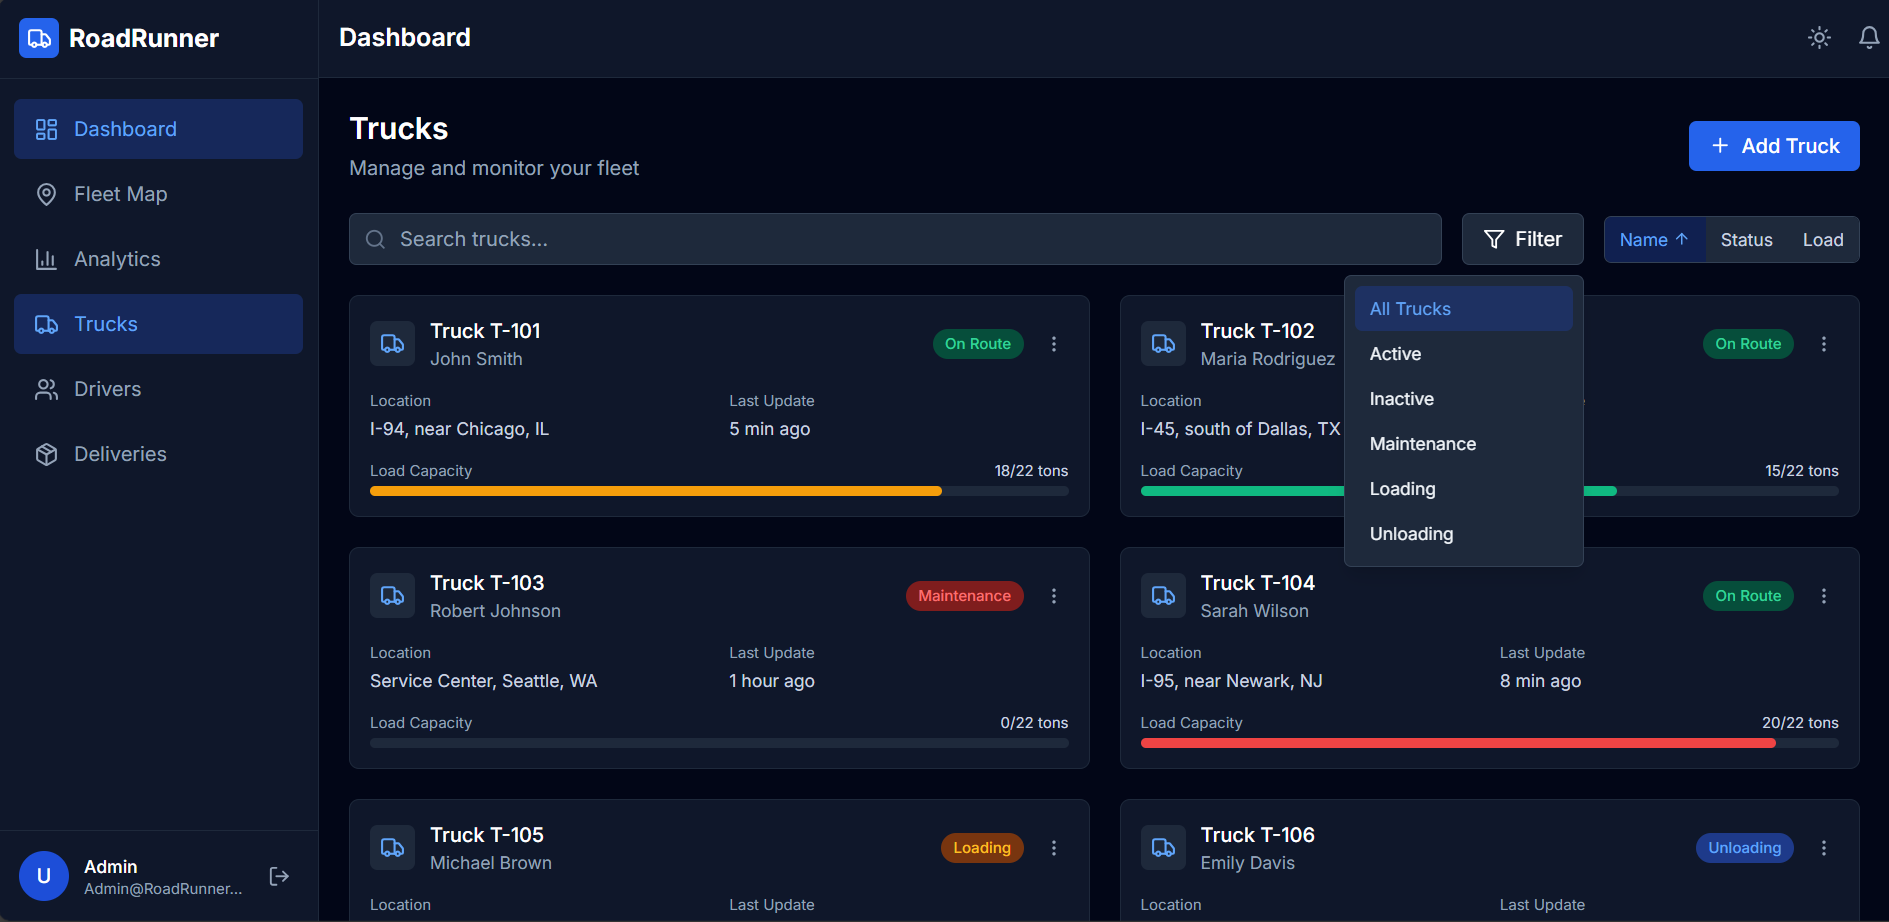 RoadRunner
Dashboard
Dashboard
Fleet Map
Analytics
Trucks
Drivers
Deliveries
U
Admin
Admin@RoadRunner...
Trucks
Manage and monitor your fleet
+ Add Truck
Search trucks...
Filter
Name ↑ Status Load
All Trucks
Active
Inactive
Maintenance
Loading
Unloading
Truck T-101
John Smith
On Route
Location
I-94, near Chicago, IL
Last Update
5 min ago
Load Capacity
18/22 tons
Truck T-102
Maria Rodriguez
On Route
Location
I-45, south of Dallas, TX
Load Capacity
15/22 tons
Truck T-103
Robert Johnson
Maintenance
Location
Service Center, Seattle, WA
Last Update
1 hour ago
Load Capacity
0/22 tons
Truck T-104
Sarah Wilson
On Route
Location
I-95, near Newark, NJ
Last Update
8 min ago
Load Capacity
20/22 tons
Truck T-105
Michael Brown
Loading
Location
Last Update
Truck T-106
Emily Davis
Unloading
Location
Last Update